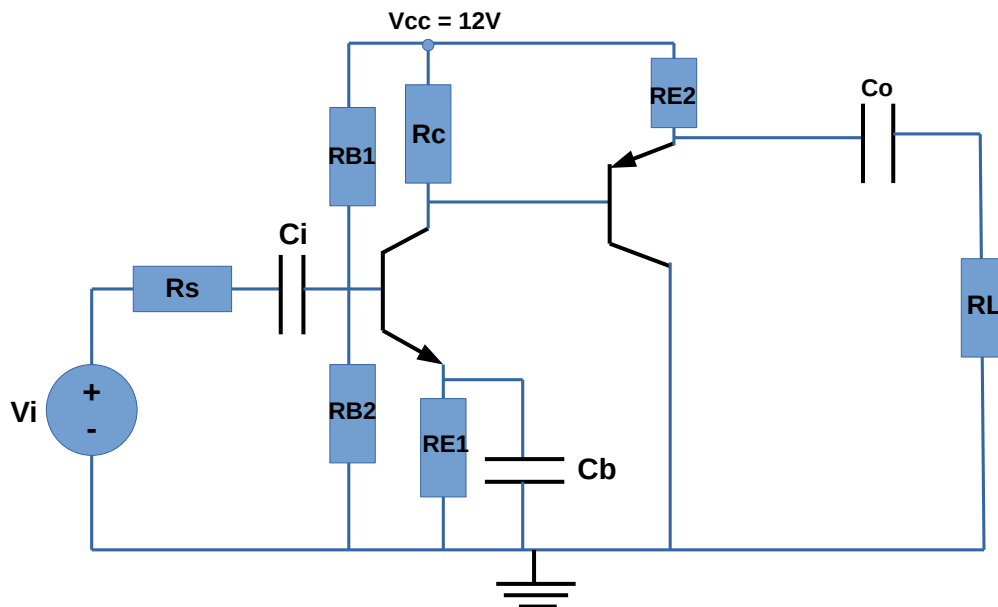 Vcc = 12V
RE2
Co
Rc
RB1
Ci
Rs
RL
Vi
+
-
RB2
RE1
Cb